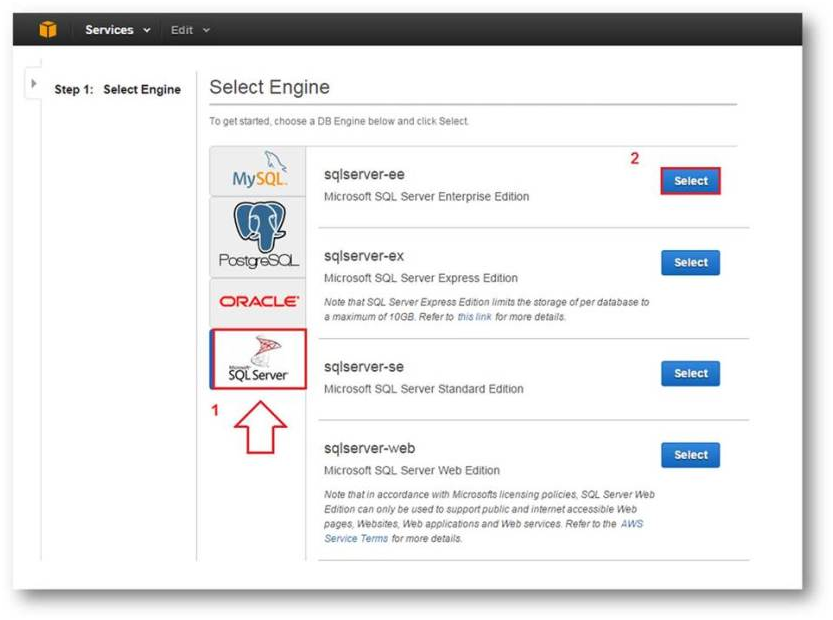 Services Edit
Step 1: Select Engine
Select Engine
To get started, choose a DB Engine below and click Select.
MySQL.
PostgreSQL
ORACLE
Microsoft
SQL Server
1
2
sqlserver-ee
Select
Microsoft SQL Server Enterprise Edition
sqlserver-ex
Select
Microsoft SQL Server Express Edition
Note that SQL Server Express Edition limits the storage of per database to
a maximum of 10GB. Refer to this link for more details.
sqlserver-se
Select
Microsoft SQL Server Standard Edition
sqlserver-web
Select
Microsoft SQL Server Web Edition
Note that in accordance with Microsofts licensing policies, SQL Server Web
Edition can only be used to support public and internet accessible Web
pages, Websites, Web applications and Web services. Refer to the AWS
Service Terms for more details.